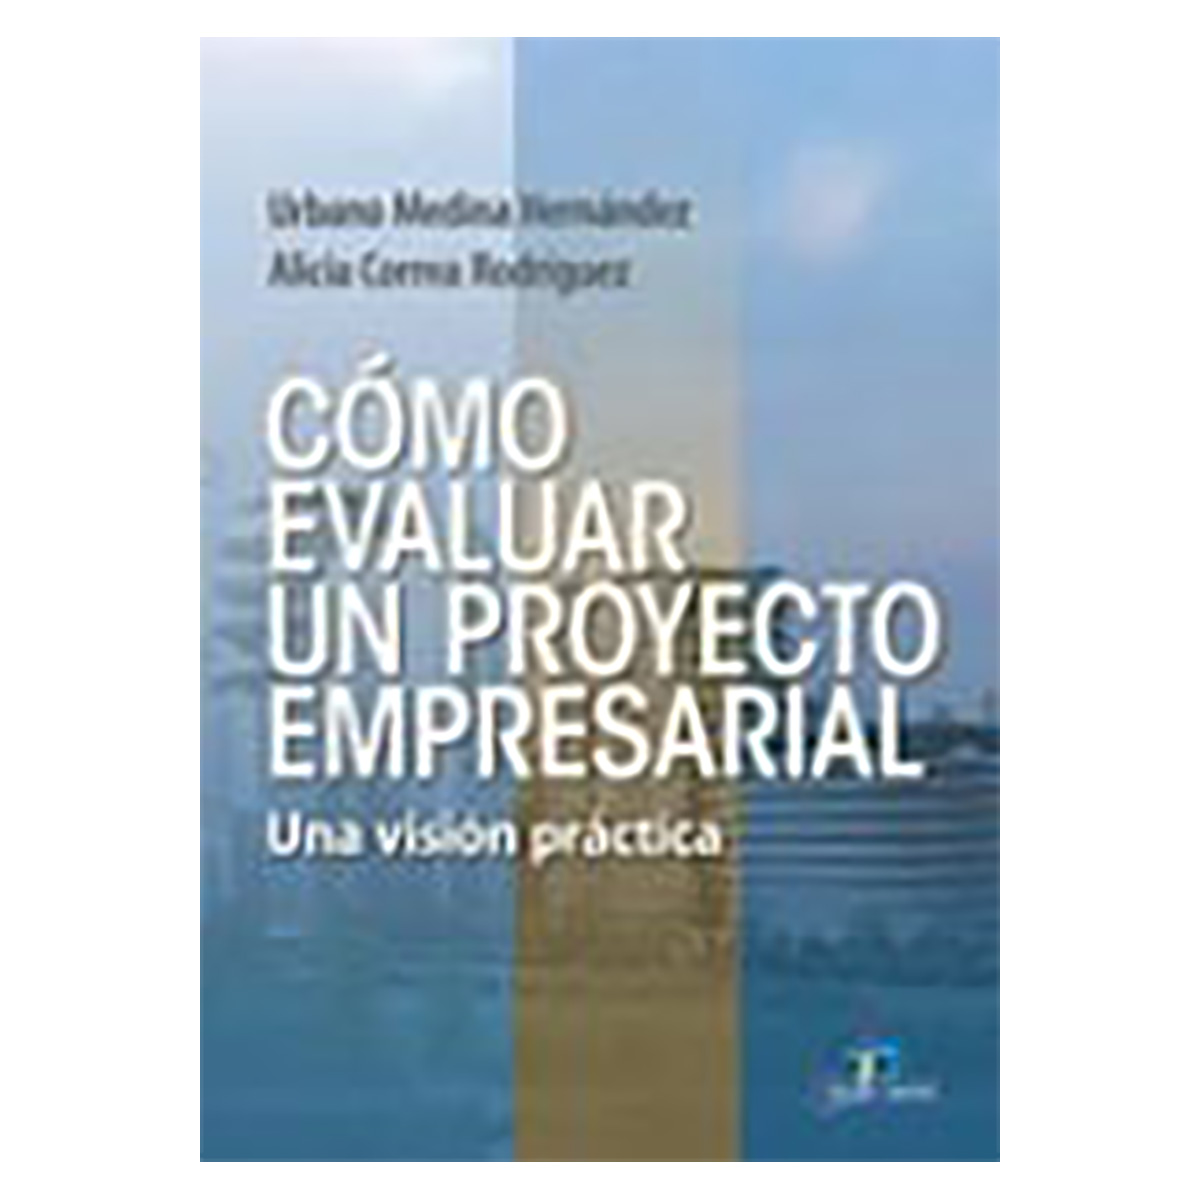 Urbano Medina Hernández
Alicia Correa Rodríguez
CÓMO
EVALUAR
UN PROYECTO
EMPRESARIAL
Una visión práctica